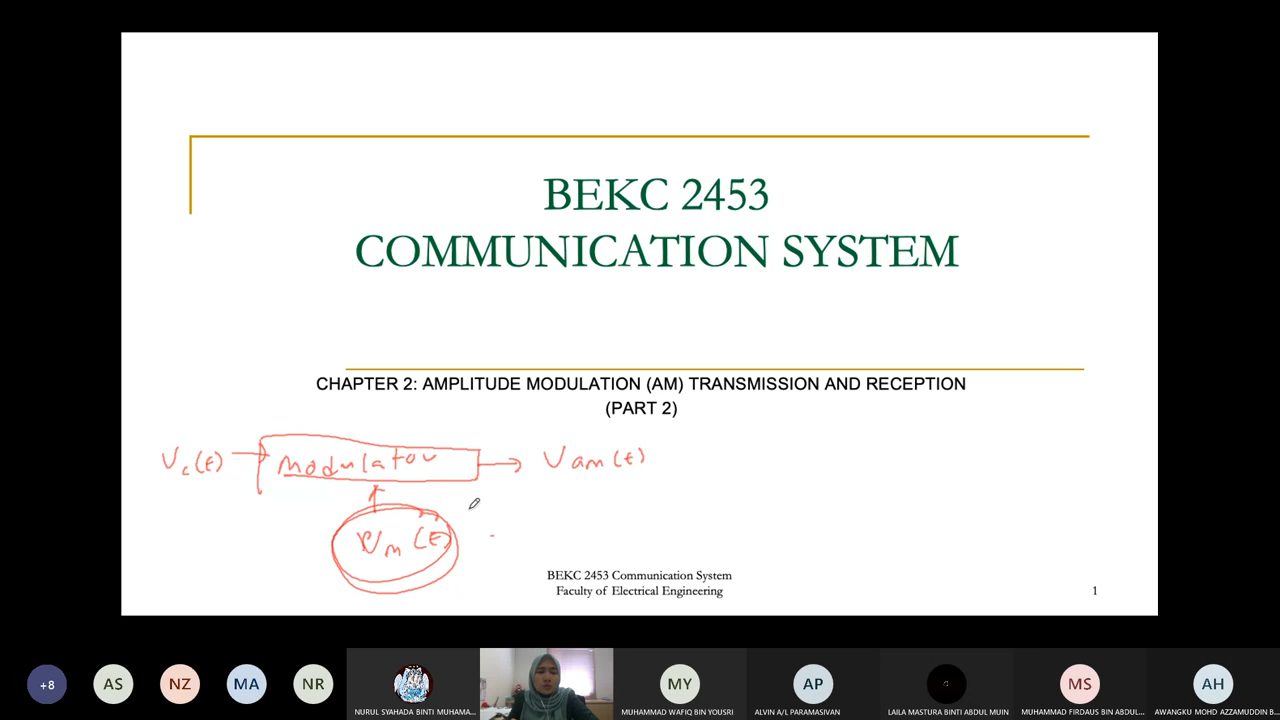 BEKC 2453
COMMUNICATION SYSTEM
CHAPTER 2: AMPLITUDE MODULATION (AM) TRANSMISSION AND RECEPTION
(PART 2)
Vc(t) modulator Vam(t)
Vm(t)
BEKC 2453 Communication System
Faculty of Electrical Engineering
1
+8 AS NZ MA NR MY AP MS AH
NURUL SYAHADA BINTI MUHAMA... MUHAMMAD WAFIQ BIN YOUSRI ALVIN A/L PARAMASIVAN LAILA MASTURA BINTI ABDUL MUIN MUHAMMAD FIRDAUS BIN ABDUL... AWANGKU MOHD AZZAMUDDIN B...